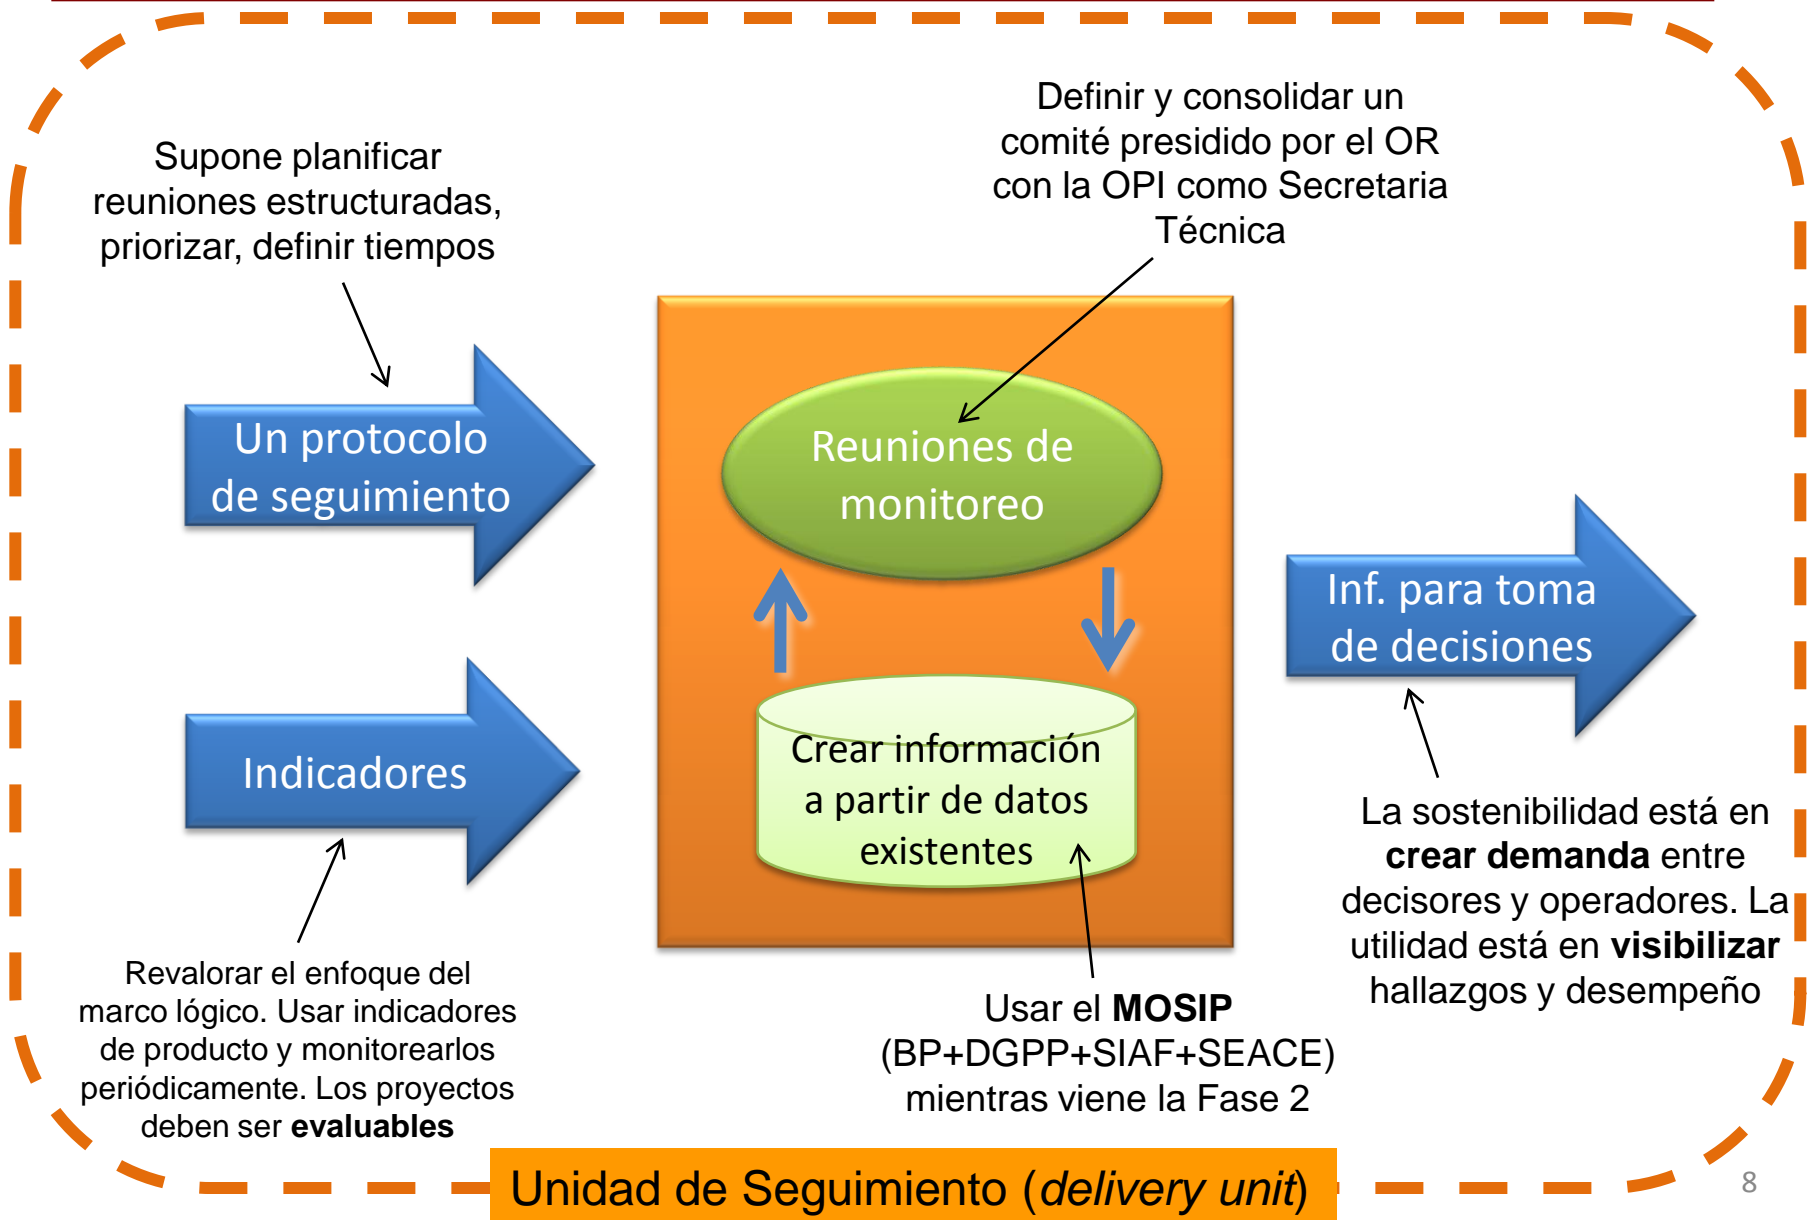 Definir y consolidar un
comité presidido por el OR
con la OPI como Secretaria
Técnica
Supone planificar
reuniones estructuradas,
priorizar, definir tiempos
Un protocolo
de seguimiento
Reuniones de
monitoreo
Inf. para toma
de decisiones
Indicadores
Crear información
a partir de datos
existentes
La sostenibilidad está en
crear demanda entre
decisores y operadores. La
utilidad está en visibilizar
hallazgos y desempeño
Revalorar el enfoque del
marco lógico. Usar indicadores
de producto y monitorearlos
periódicamente. Los proyectos
deben ser evaluables
Usar el MOSIP
(BP+DGPP+SIAF+SEACE)
mientras viene la Fase 2
Unidad de Seguimiento (delivery unit)
8